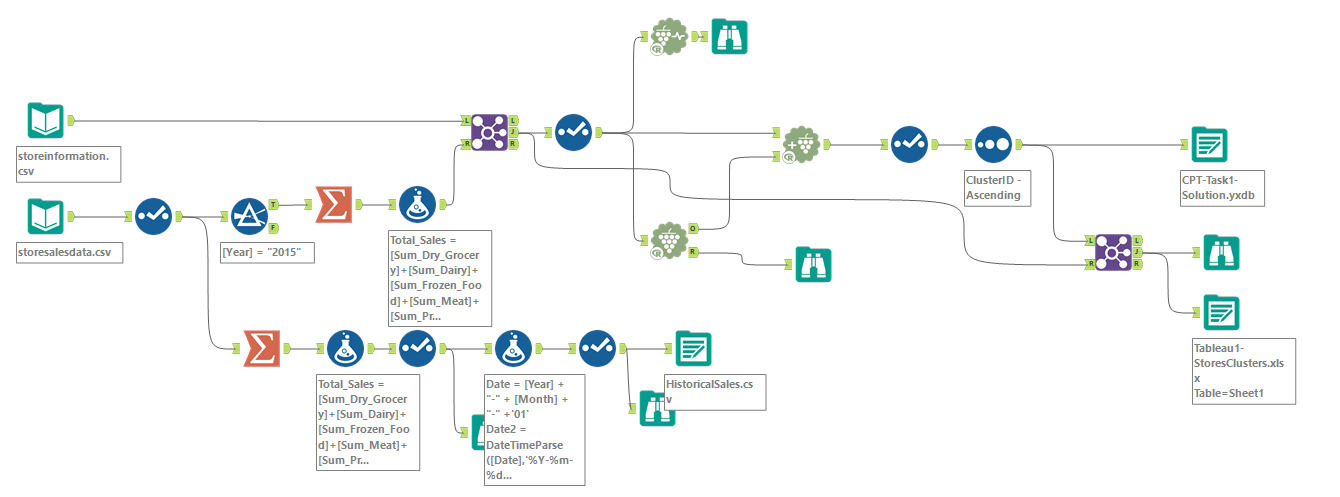 L
J
R
L
R
R
storeinformation.
csv
T
F
storesalesdata.csv
[Year] = "2015"
Total_Sales =
[Sum_Dry_Grocer
y]+[Sum_Dairy]+
[Sum_Frozen_Foo
d]+[Sum_Meat]+
[Sum_Pr...
R
O
R
R
ClusterID -
Ascending
CPT-Task1-
Solution.yxdb
L
J
R
L
R
Tableau1-
StoresClusters.xls
x
Table=Sheet1
Total_Sales =
[Sum_Dry_Grocer
y]+[Sum_Dairy]+
[Sum_Frozen_Foo
d]+[Sum_Meat]+
[Sum_Pr...
Date = [Year] +
"-" + [Month] +
"-" +'01'
Date2 =
DateTimeParse
([Date],'%Y-%m-
%d...
HistoricalSales.cs
v